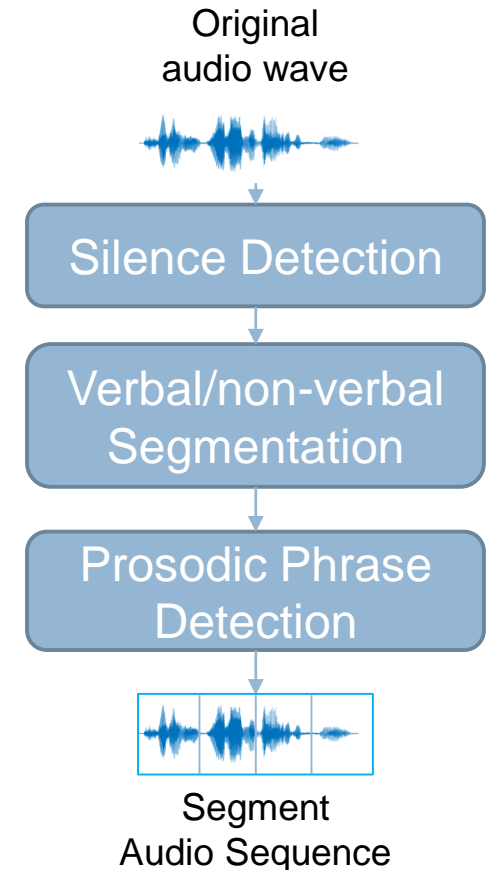 Original
audio wave
Silence Detection
Verbal/non-verbal
Segmentation
Prosodic Phrase
Detection
Segment
Audio Sequence